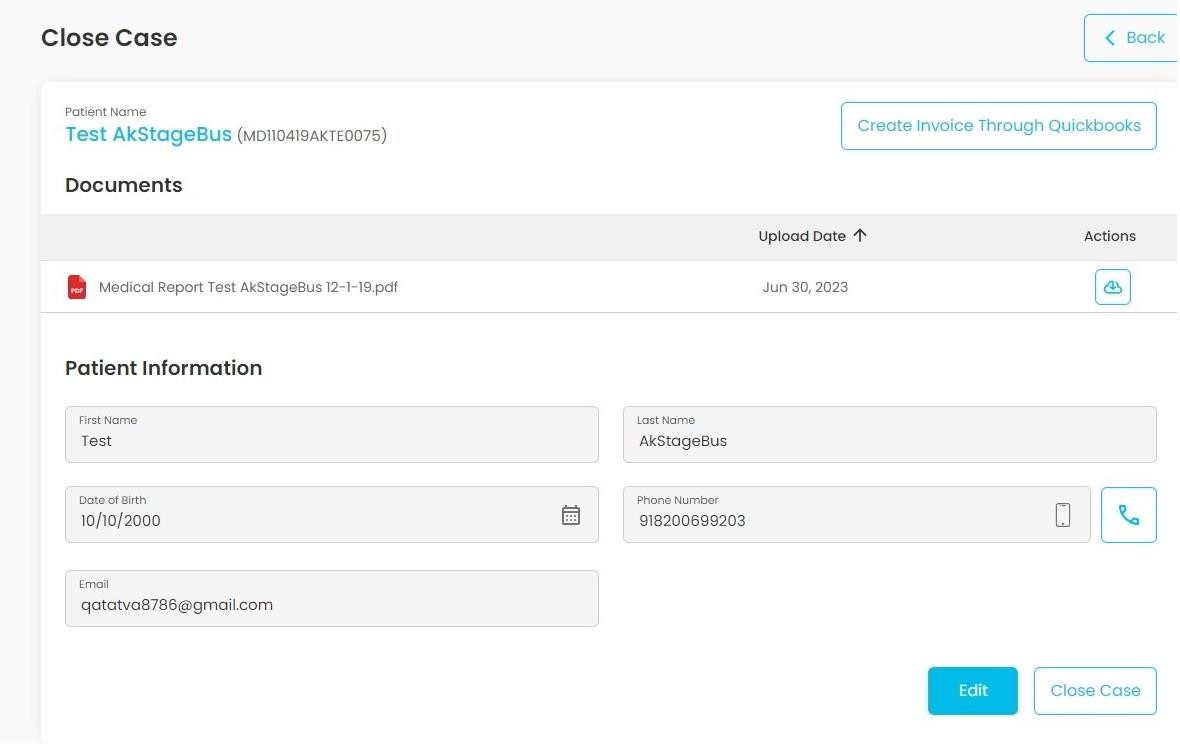 Close Case
Back
Patient Name
Test AkStageBus (MD110419AKTE0075)
Create Invoice Through Quickbooks
Documents
Upload Date Actions
PDF Medical Report Test AkStageBus 12-1-19.pdf Jun 30, 2023
Patient Information
First Name
Test
Last Name
AkStageBus
Date of Birth
10/10/2000
Phone Number
918200699203
Email
qatatva8786@gmail.com
Edit
Close Case